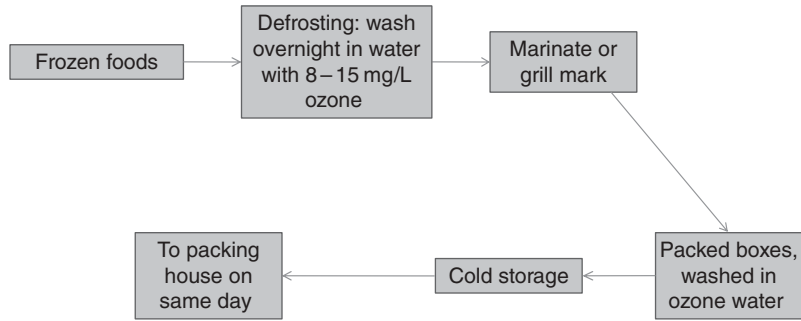 Frozen foods
Defrosting: wash
overnight in water
with 8–15 mg/L
ozone
Marinate or
grill mark
Packed boxes,
washed in
ozone water
Cold storage
To packing
house on
same day